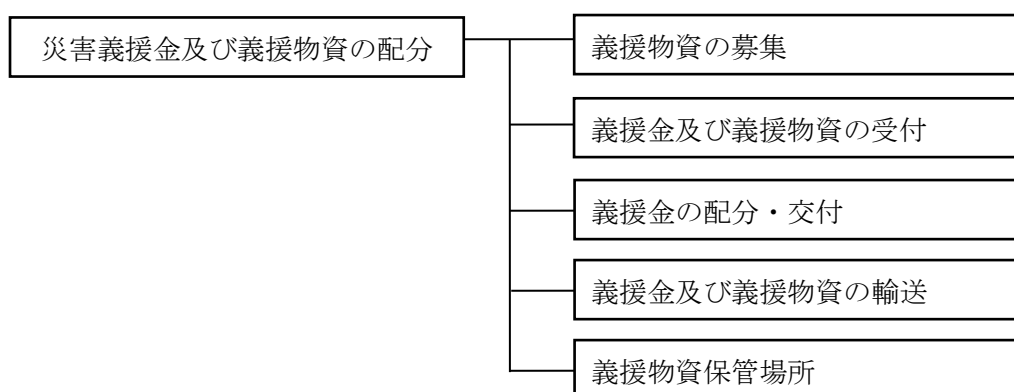 災害義援金及び義援物資の配分
義援物資の募集
義援金及び義援物資の受付
義援金の配分・交付
義援金及び義援物資の輸送
義援物資保管場所